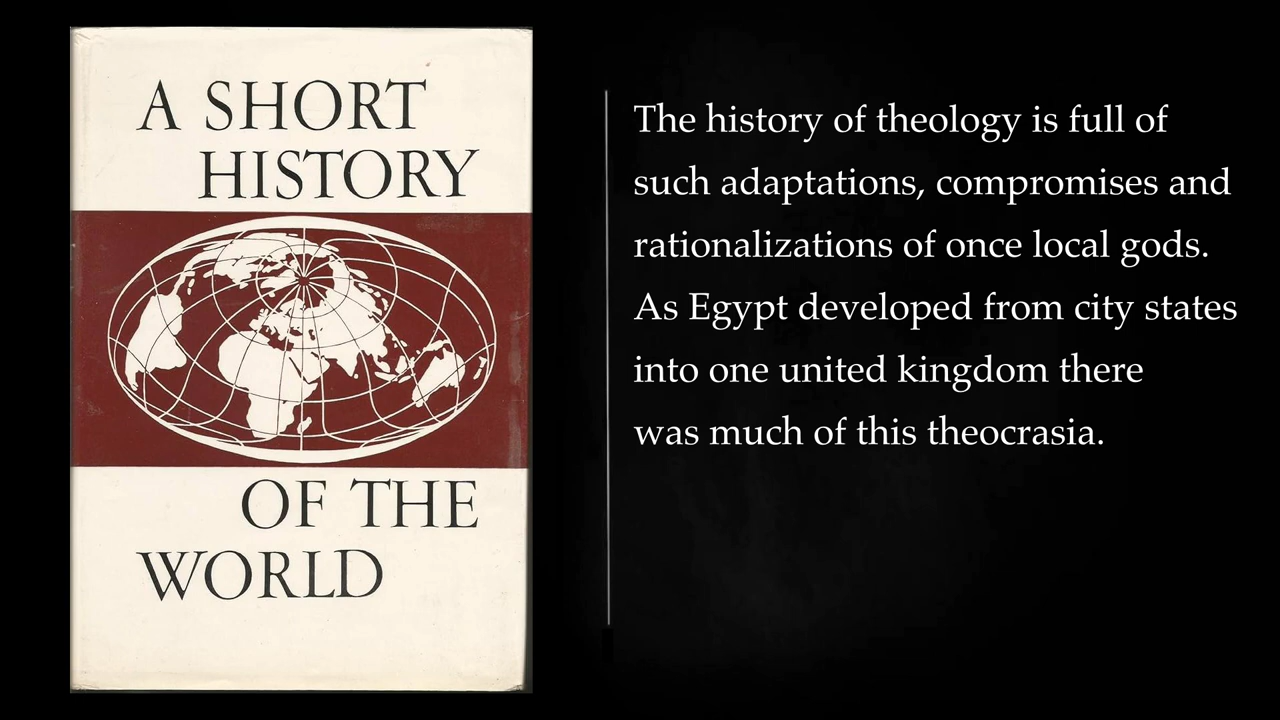 A SHORT
HISTORY
OF THE
WORLD
The history of theology is full of
such adaptations, compromises and
rationalizations of once local gods.
As Egypt developed from city states
into one united kingdom there
was much of this theocrasia.